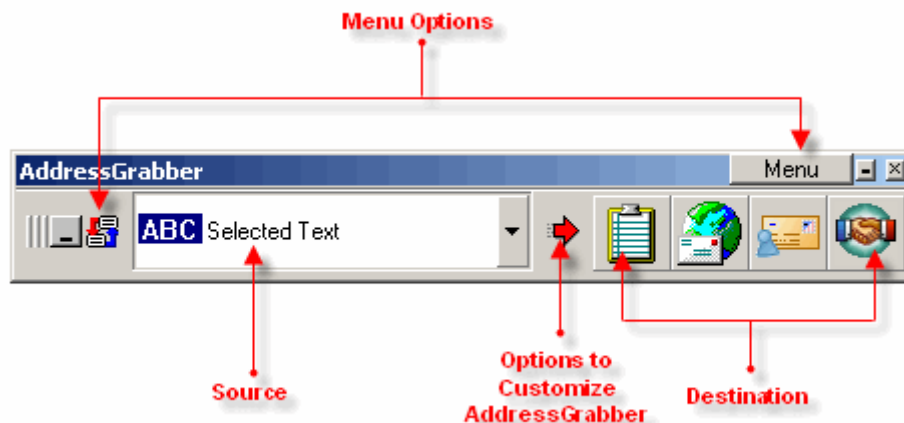 Menu Options
AddressGrabber
Menu
ABC Selected Text
Source
Options to
Customize
AddressGrabber
Destination